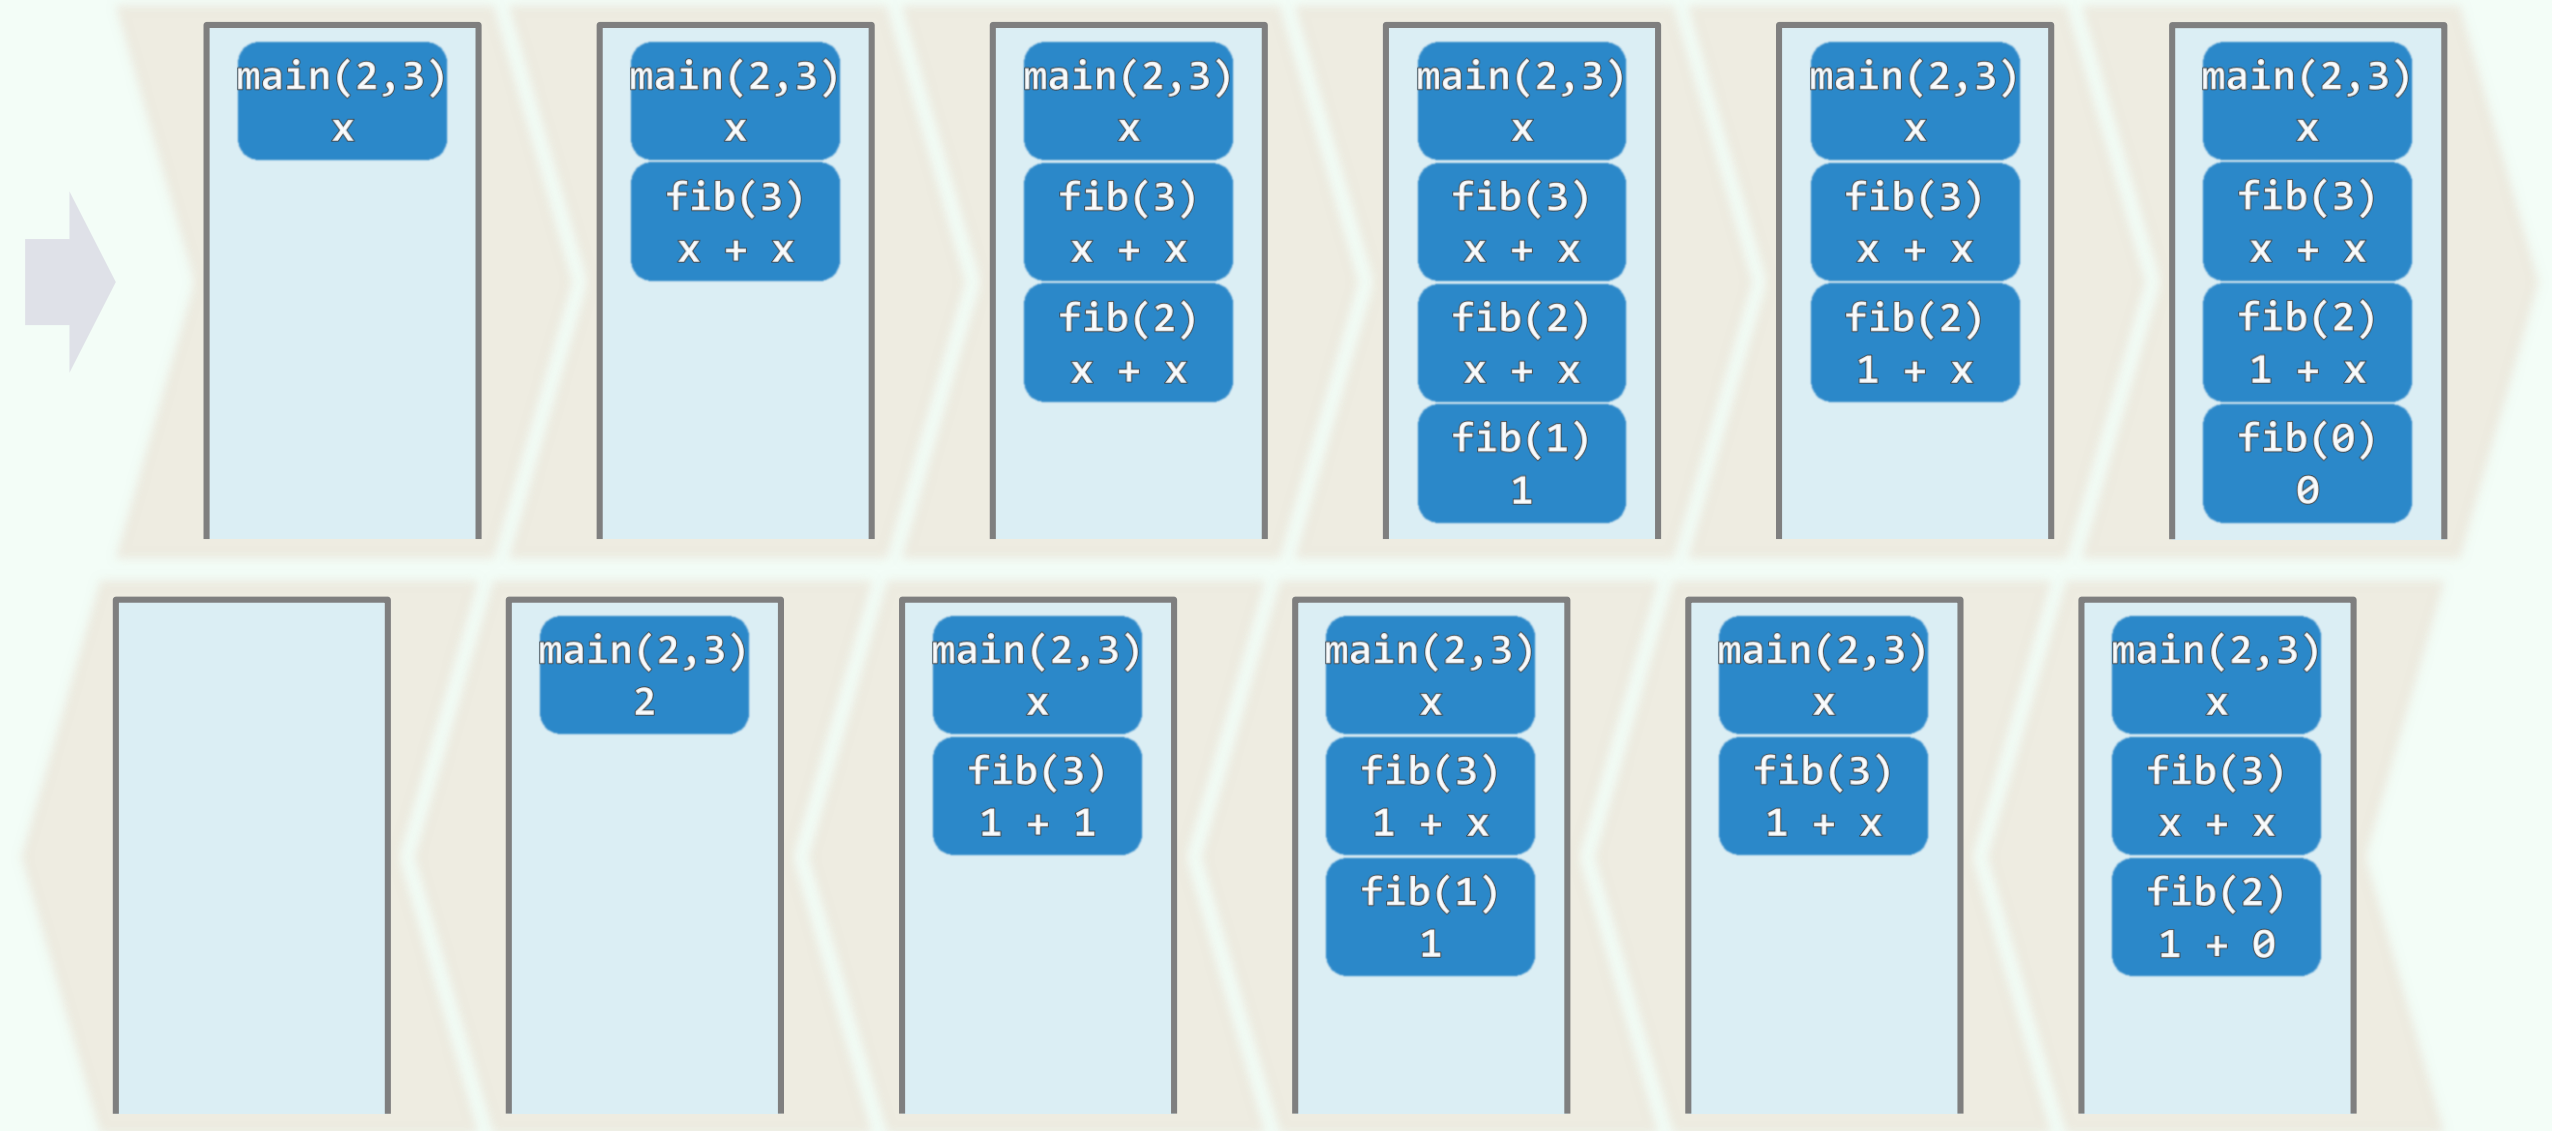 main(2,3)
x
main(2,3)
x
fib(3)
x + x
main(2,3)
x
fib(3)
x + x
fib(2)
x + x
main(2,3)
x
fib(3)
x + x
fib(2)
x + x
fib(1)
1
main(2,3)
x
fib(3)
x + x
fib(2)
1 + x
main(2,3)
x
fib(3)
x + x
fib(2)
1 + x
fib(0)
0
main(2,3)
x
fib(3)
x + x
fib(2)
1 + 0
main(2,3)
x
fib(3)
1 + x
main(2,3)
x
fib(3)
1 + x
fib(1)
1
main(2,3)
x
fib(3)
1 + 1
main(2,3)
2